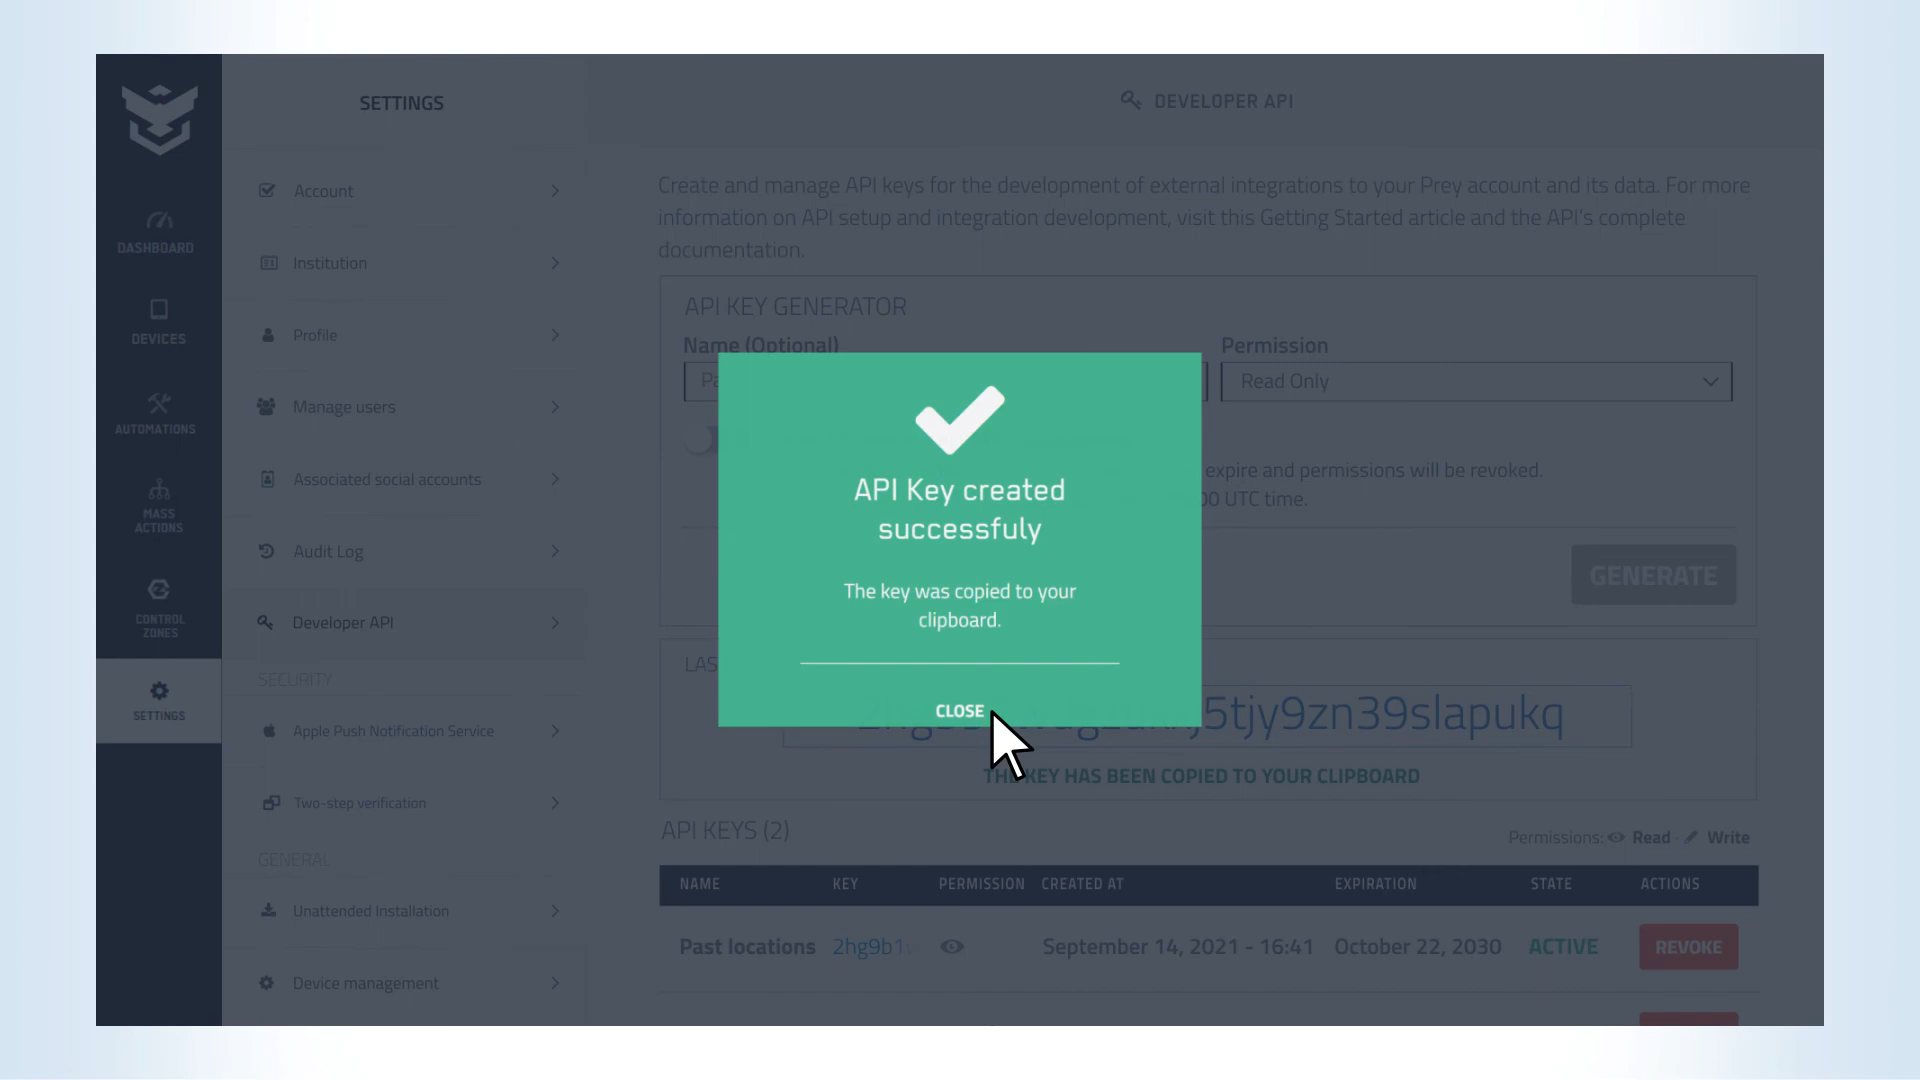 SETTINGS
DASHBOARD
DEVICES
AUTOMATIONS
MASS
ACTIONS
CONTROL
ZONES
SETTINGS
Account
Institution
Profile
Manage users
Associated social accounts
Audit Log
Developer API
SECURITY
Apple Push Notification Service
Two-step verification
GENERAL
Unattended Installation
Device management
DEVELOPER API
Create and manage API keys for the development of external integrations to your Prey account and its data. For more
information on API setup and integration development, visit this Getting Started article and the API's complete
documentation.
API KEY GENERATOR
Name (Optional) Permission
Read Only
expire and permissions will be revoked.
UTC time.
GENERATE
API Key created
successfuly
The key was copied to your
clipboard.
CLOSE
5tjy9zn39slapukq
THE KEY HAS BEEN COPIED TO YOUR CLIPBOARD
API KEYS (2) Permissions: Read · Write
NAME KEY PERMISSION CREATED AT EXPIRATION STATE ACTIONS
Past locations 2hg9b1 September 14, 2021 - 16:41 October 22, 2030 ACTIVE REVOKE